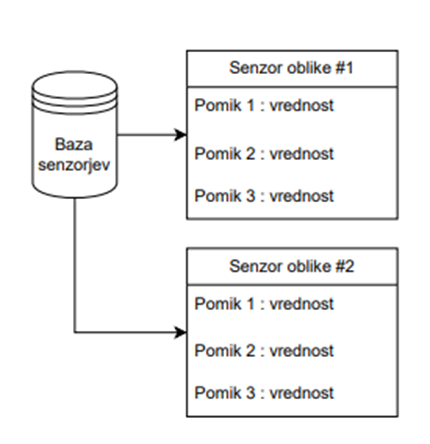 Baza
senzorjev
Senzor oblike #1
Pomik 1 : vrednost
Pomik 2 : vrednost
Pomik 3 : vrednost
Senzor oblike #2
Pomik 1 : vrednost
Pomik 2 : vrednost
Pomik 3 : vrednost